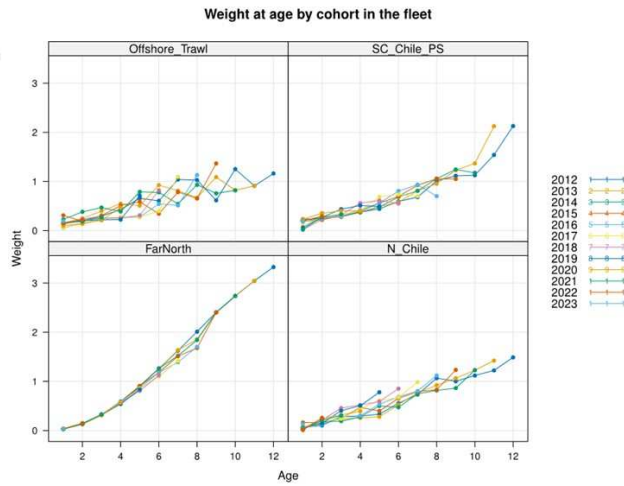 Weight at age by cohort in the fleet
Offshore_Trawl
SC_Chile_PS
3
2
1
0
FarNorth
N_Chile
3
2
1
0
Weight
2 4 6 8 10 12
2 4 6 8 10 12
Age
2012
2013
2014
2015
2016
2017
2018
2019
2020
2021
2022
2023